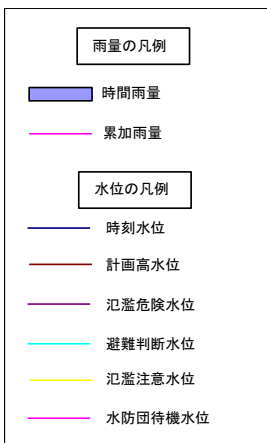 雨量の凡例
時間雨量
累加雨量
水位の凡例
時刻水位
計画高水位
氾濫危険水位
避難判断水位
氾濫注意水位
水防団待機水位